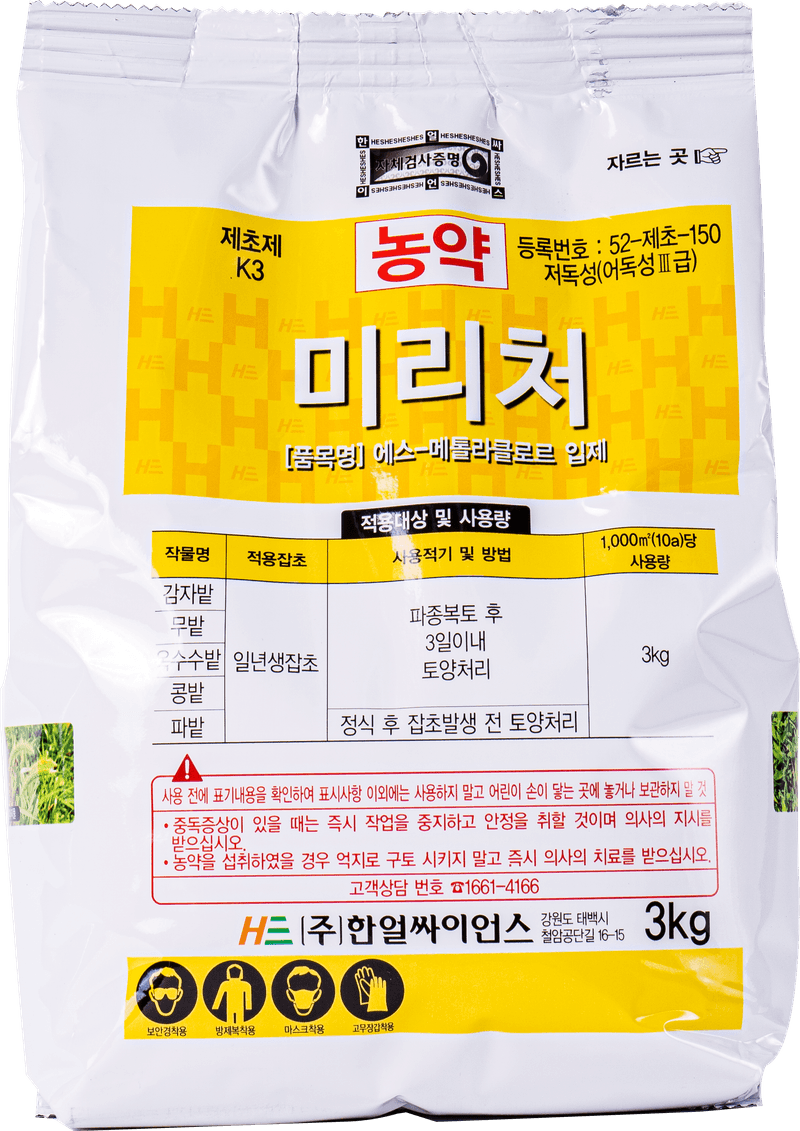 한 HESHESHESHES 얼 HESHESHESHES 싸
자체검사증명
이 HESHESHESHES 언 HESHESHESHES 스
자르는 곳
제초제
K3
농약
등록번호 : 52-제초-150
저독성(어독성Ⅲ급)
미리처
[품목명] 에스-메톨라클로르 입제
적용대상 및 사용량
작물명 적용잡초 사용적기 및 방법 1,000㎡(10a)당
사용량
감자밭
무밭
옥수수밭
콩밭
파밭
일년생잡초
파종복토 후
3일이내
토양처리
정식 후 잡초발생 전 토양처리
3kg
사용 전에 표기내용을 확인하여 표시사항 이외에는 사용하지 말고 어린이 손이 닿는 곳에 놓거나 보관하지 말 것
• 중독증상이 있을 때는 즉시 작업을 중지하고 안정을 취할 것이며 의사의 지시를
받으십시오.
• 농약을 섭취하였을 경우 억지로 구토 시키지 말고 즉시 의사의 치료를 받으십시오.
고객상담 번호 ☎1661-4166
HE (주)한얼싸이언스
강원도 태백시
철암공단길 16-15
3kg
보안경착용 방제복착용 마스크착용 고무장갑착용